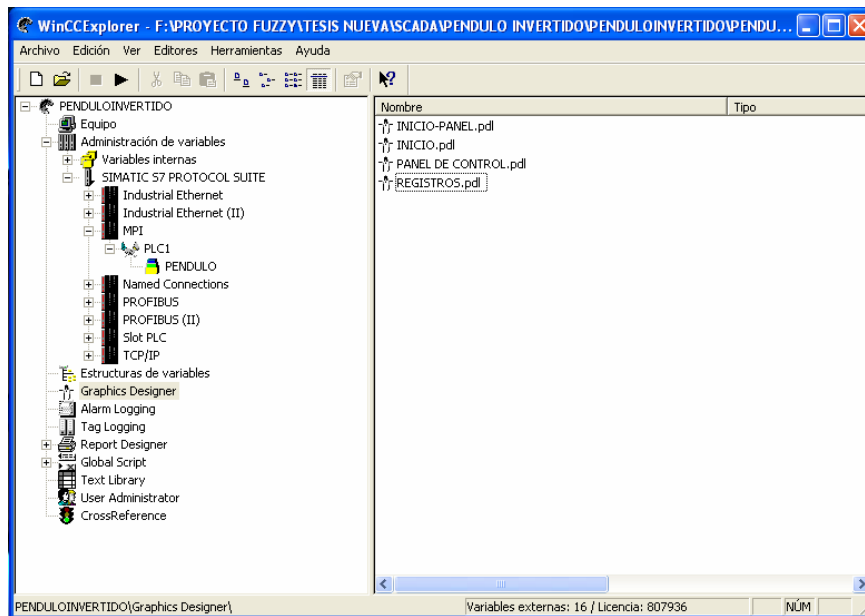 WinCCExplorer - F:\PROYECTO FUZZY\TESIS NUEVA\SCADA\PENDULO INVERTIDO\PENDULOINVERTIDO\PENDU...
Archivo Edición Ver Editores Herramientas Ayuda
PENDULOINVERTIDO
Equipo
Administración de variables
Variables internas
SIMATIC S7 PROTOCOL SUITE
Industrial Ethernet
Industrial Ethernet (II)
MPI
PLC1
PENDULO
Named Connections
PROFIBUS
PROFIBUS (II)
Slot PLC
TCP/IP
Estructuras de variables
Graphics Designer
Alarm Logging
Tag Logging
Report Designer
Global Script
Text Library
User Administrator
CrossReference
Nombre Tipo
INICIO-PANEL.pdl
INICIO.pdl
PANEL DE CONTROL.pdl
REGISTROS.pdl
PENDULOINVERTIDO\Graphics Designer\ Variables externas: 16 / Licencia: 807936 NÚM